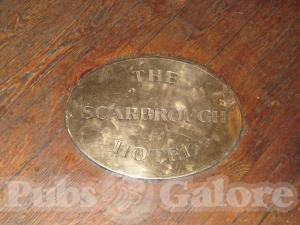 THE
SCARBROUGH
HOTEL
Pubs Galore